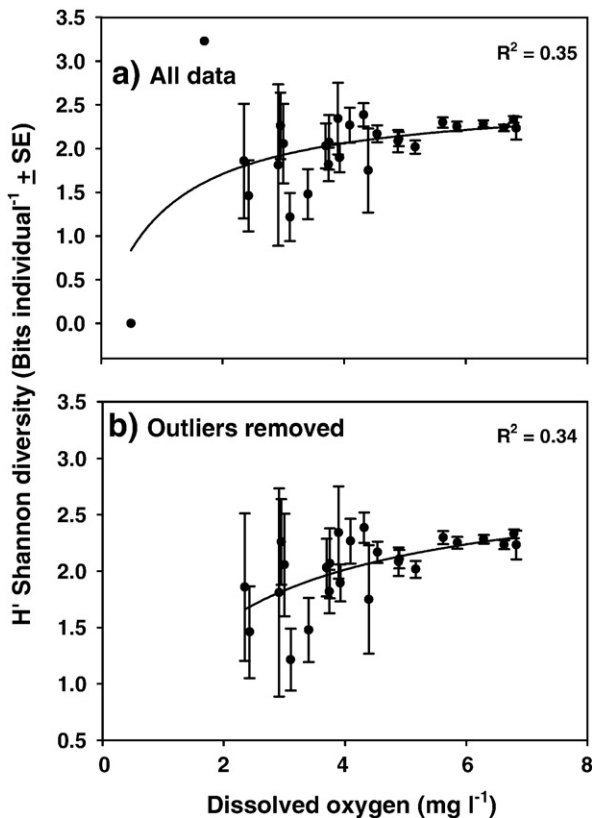 H' Shannon diversity (Bits individual⁻¹ ± SE)
3.5
3.0
2.5
2.0
1.5
1.0
0.5
0.0
a) All data
R² = 0.35
3.5
3.0
2.5
2.0
1.5
1.0
0.5
b) Outliers removed
R² = 0.34
0 2 4 6 8
Dissolved oxygen (mg l⁻¹)